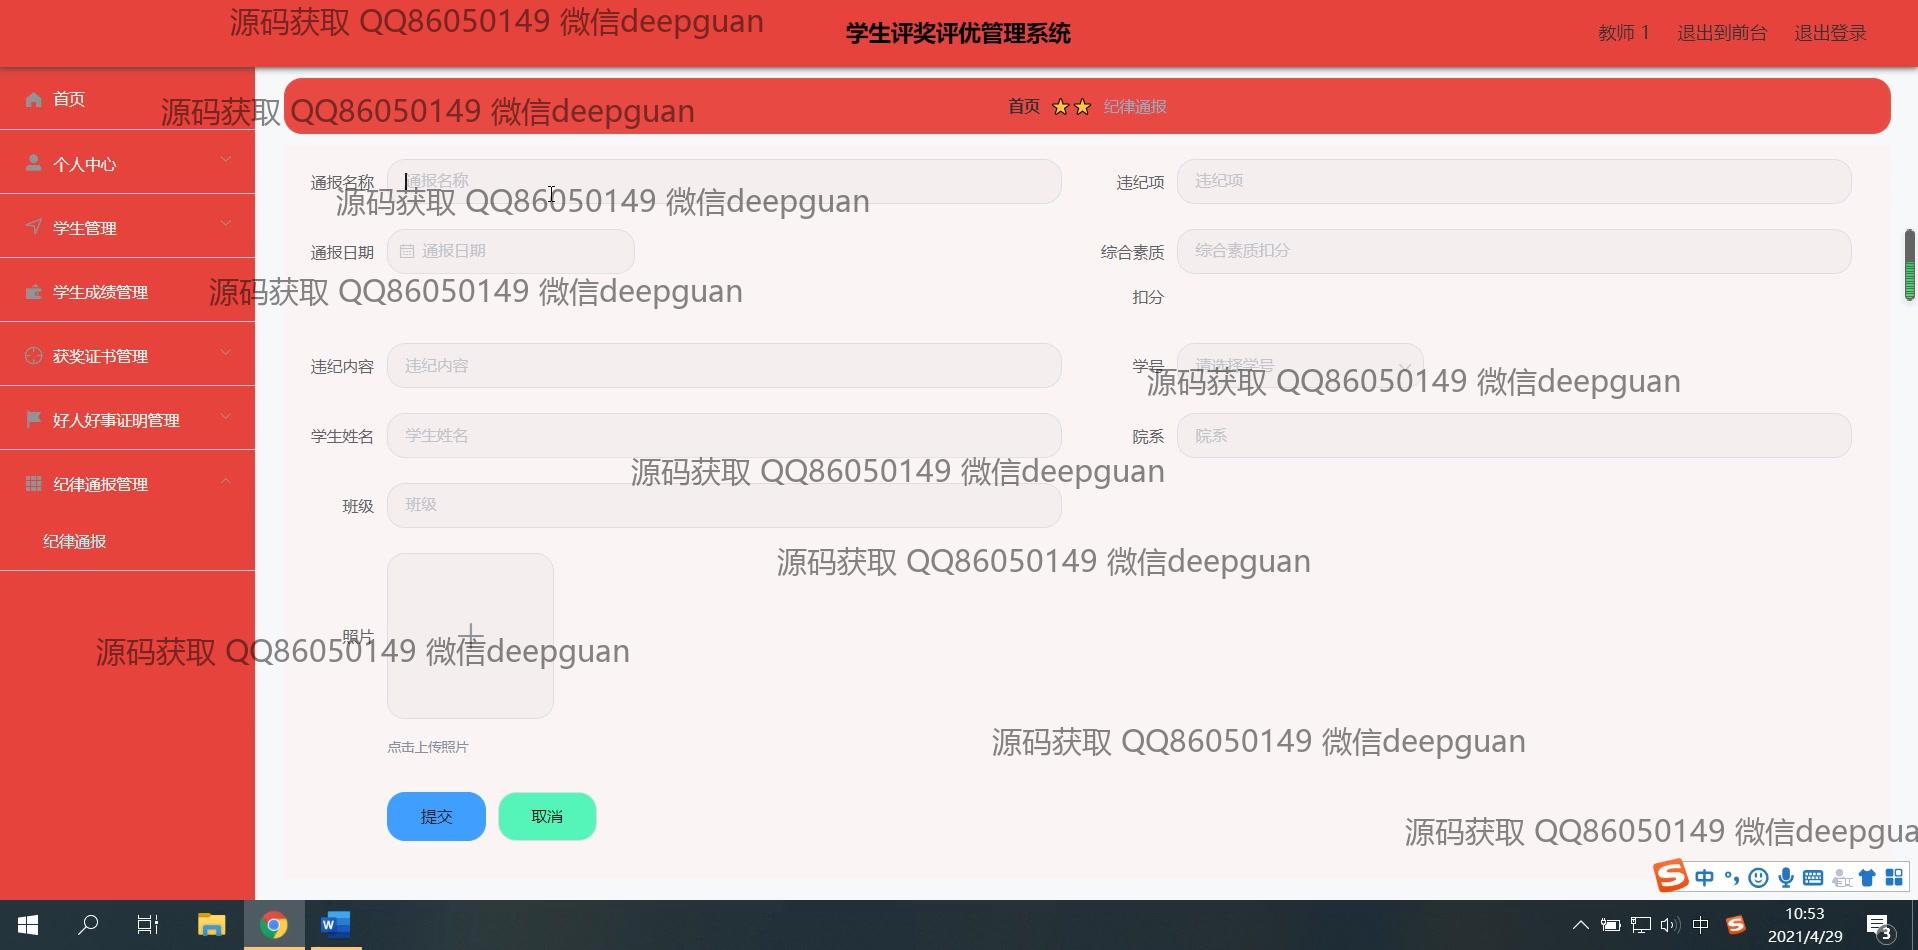 源码获取 QQ86050149 微信deepguan
学生评奖评优管理系统
教师 1 退出到前台 退出登录
首页
源码获取 QQ86050149 微信deepguan
首页 纪律通报
个人中心
通报名称 通报名称
违纪项 违纪项
源码获取 QQ86050149 微信deepguan
学生管理
通报日期 通报日期
综合素质扣分 综合素质扣分
学生成绩管理
源码获取 QQ86050149 微信deepguan
获奖证书管理
违纪内容 违纪内容
学号 请选择学号
源码获取 QQ86050149 微信deepguan
好人好事证明管理
学生姓名 学生姓名
院系 院系
源码获取 QQ86050149 微信deepguan
纪律通报管理
班级 班级
纪律通报
源码获取 QQ86050149 微信deepguan
照片
源码获取 QQ86050149 微信deepguan
点击上传照片
源码获取 QQ86050149 微信deepguan
提交 取消
源码获取 QQ86050149 微信deepgua
中
中
10:53
2021/4/29
3